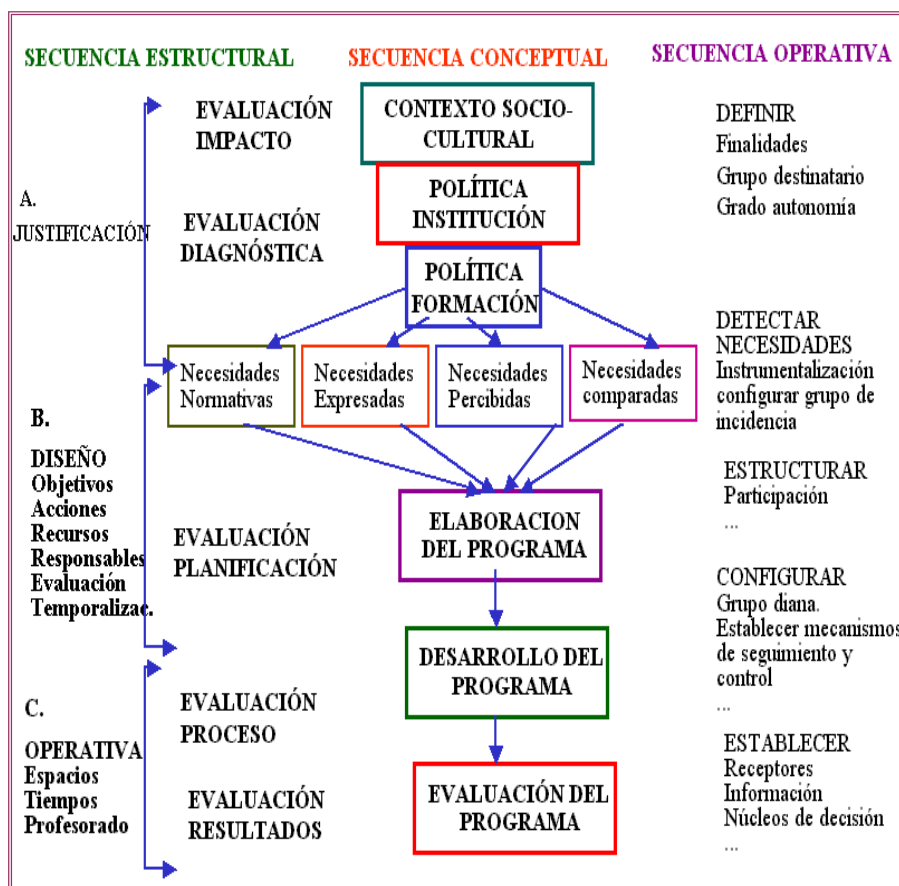 SECUENCIA ESTRUCTURAL
SECUENCIA CONCEPTUAL
SECUENCIA OPERATIVA
A.
JUSTIFICACIÓN
EVALUACIÓN
IMPACTO
EVALUACIÓN
DIAGNÓSTICA
CONTEXTO SOCIO-
CULTURAL
POLÍTICA
INSTITUCIÓN
POLÍTICA
FORMACIÓN
DEFINIR
Finalidades
Grupo destinatario
Grado autonomía
Necesidades
Normativas
Necesidades
Expresadas
Necesidades
Percibidas
Necesidades
comparadas
DETECTAR
NECESIDADES
Instrumentalización
configurar grupo de
incidencia
B.
DISEÑO
Objetivos
Acciones
Recursos
Responsables
Evaluación
Temporalizac.
EVALUACIÓN
PLANIFICACIÓN
ELABORACION
DEL PROGRAMA
ESTRUCTURAR
Participación
...
DESARROLLO DEL
PROGRAMA
CONFIGURAR
Grupo diana.
Establecer mecanismos
de seguimiento y
control
...
C.
OPERATIVA
Espacios
Tiempos
Profesorado
EVALUACIÓN
PROCESO
EVALUACIÓN
RESULTADOS
EVALUACIÓN DEL
PROGRAMA
ESTABLECER
Receptores
Información
Núcleos de decisión
...